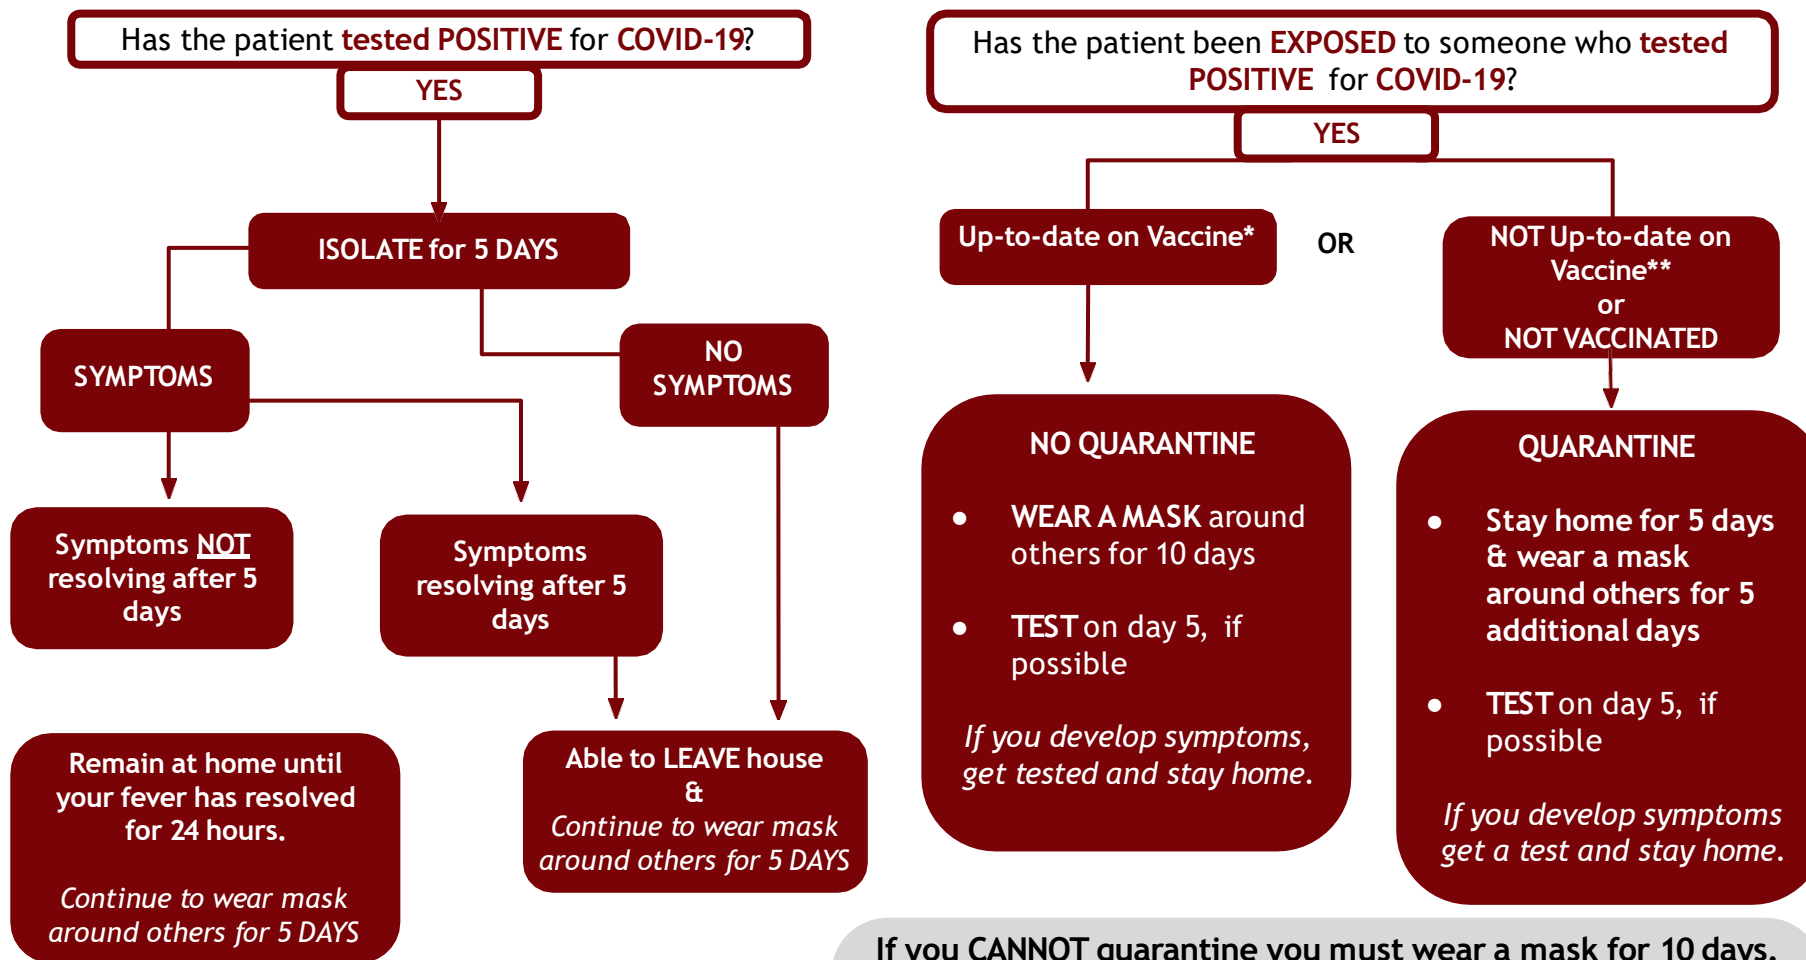 Has the patient tested POSITIVE for COVID-19?
YES
ISOLATE for 5 DAYS
SYMPTOMS
NO
SYMPTOMS
Symptoms NOT
resolving after 5
days
Symptoms
resolving after 5
days
Remain at home until
your fever has resolved
for 24 hours.
Continue to wear mask
around others for 5 DAYS
Able to LEAVE house
&
Continue to wear mask
around others for 5 DAYS
Has the patient been EXPOSED to someone who tested
POSITIVE for COVID-19?
YES
Up-to-date on Vaccine*
OR
NOT Up-to-date on
Vaccine**
or
NOT VACCINATED
NO QUARANTINE
● WEAR A MASK around
others for 10 days
● TEST on day 5, if
possible
If you develop symptoms,
get tested and stay home.
QUARANTINE
● Stay home for 5 days
& wear a mask
around others for 5
additional days
● TEST on day 5, if
possible
If you develop symptoms
get a test and stay home.
If you CANNOT quarantine you must wear a mask for 10 days.